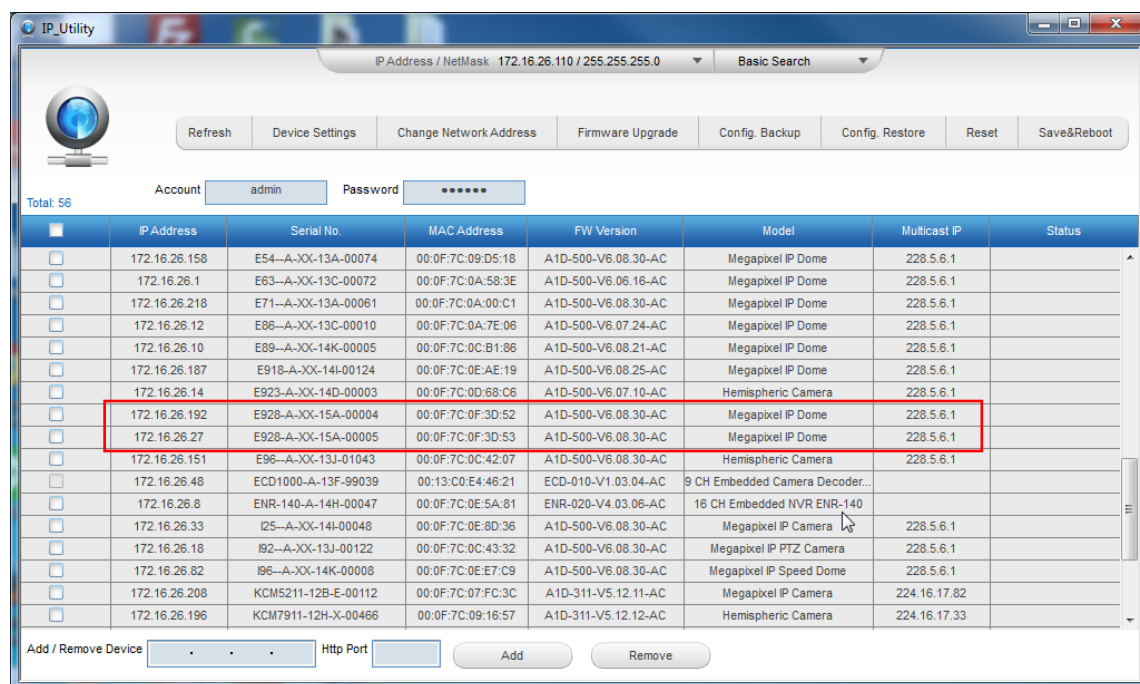 IP_Utility
IP Address / NetMask 172.16.26.110 / 255.255.255.0 Basic Search
Refresh Device Settings Change Network Address Firmware Upgrade Config. Backup Config. Restore Reset Save&Reboot
Account admin Password ●●●●●●
Total: 56
IP Address Serial No. MAC Address FW Version Model Multicast IP Status
172.16.26.158 E54--A-XX-13A-00074 00:0F:7C:09:D5:18 A1D-500-V6.08.30-AC Megapixel IP Dome 228.5.6.1
172.16.26.1 E63--A-XX-13C-00072 00:0F:7C:0A:58:3E A1D-500-V6.06.16-AC Megapixel IP Dome 228.5.6.1
172.16.26.218 E71--A-XX-13A-00061 00:0F:7C:0A:00:C1 A1D-500-V6.08.30-AC Megapixel IP Dome 228.5.6.1
172.16.26.12 E86--A-XX-13C-00010 00:0F:7C:0A:7E:06 A1D-500-V6.07.24-AC Megapixel IP Dome 228.5.6.1
172.16.26.10 E89--A-XX-14K-00005 00:0F:7C:0C:B1:86 A1D-500-V6.08.21-AC Megapixel IP Dome 228.5.6.1
172.16.26.187 E918-A-XX-14I-00124 00:0F:7C:0E:AE:19 A1D-500-V6.08.25-AC Megapixel IP Dome 228.5.6.1
172.16.26.14 E923-A-XX-14D-00003 00:0F:7C:0D:68:C6 A1D-500-V6.07.10-AC Hemispheric Camera 228.5.6.1
172.16.26.192 E928-A-XX-15A-00004 00:0F:7C:0F:3D:52 A1D-500-V6.08.30-AC Megapixel IP Dome 228.5.6.1
172.16.26.27 E928-A-XX-15A-00005 00:0F:7C:0F:3D:53 A1D-500-V6.08.30-AC Megapixel IP Dome 228.5.6.1
172.16.26.151 E96--A-XX-13J-01043 00:0F:7C:0C:42:07 A1D-500-V6.08.30-AC Hemispheric Camera 228.5.6.1
172.16.26.48 ECD1000-A-13F-99039 00:13:C0:E4:46:21 ECD-010-V1.03.04-AC 9 CH Embedded Camera Decoder...
172.16.26.8 ENR-140-A-14H-00047 00:0F:7C:0E:5A:81 ENR-020-V4.03.06-AC 16 CH Embedded NVR ENR-140
172.16.26.33 I25--A-XX-14I-00048 00:0F:7C:0E:8D:36 A1D-500-V6.08.30-AC Megapixel IP Camera 228.5.6.1
172.16.26.18 I92--A-XX-13J-00122 00:0F:7C:0C:43:32 A1D-500-V6.08.30-AC Megapixel IP PTZ Camera 228.5.6.1
172.16.26.82 I96--A-XX-14K-00008 00:0F:7C:0E:E7:C9 A1D-500-V6.08.30-AC Megapixel IP Speed Dome 228.5.6.1
172.16.26.208 KCM5211-12B-E-00112 00:0F:7C:07:FC:3C A1D-311-V5.12.11-AC Megapixel IP Camera 224.16.17.82
172.16.26.196 KCM7911-12H-X-00466 00:0F:7C:09:16:57 A1D-311-V5.12.12-AC Hemispheric Camera 224.16.17.33
Add / Remove Device . . . Http Port Add Remove